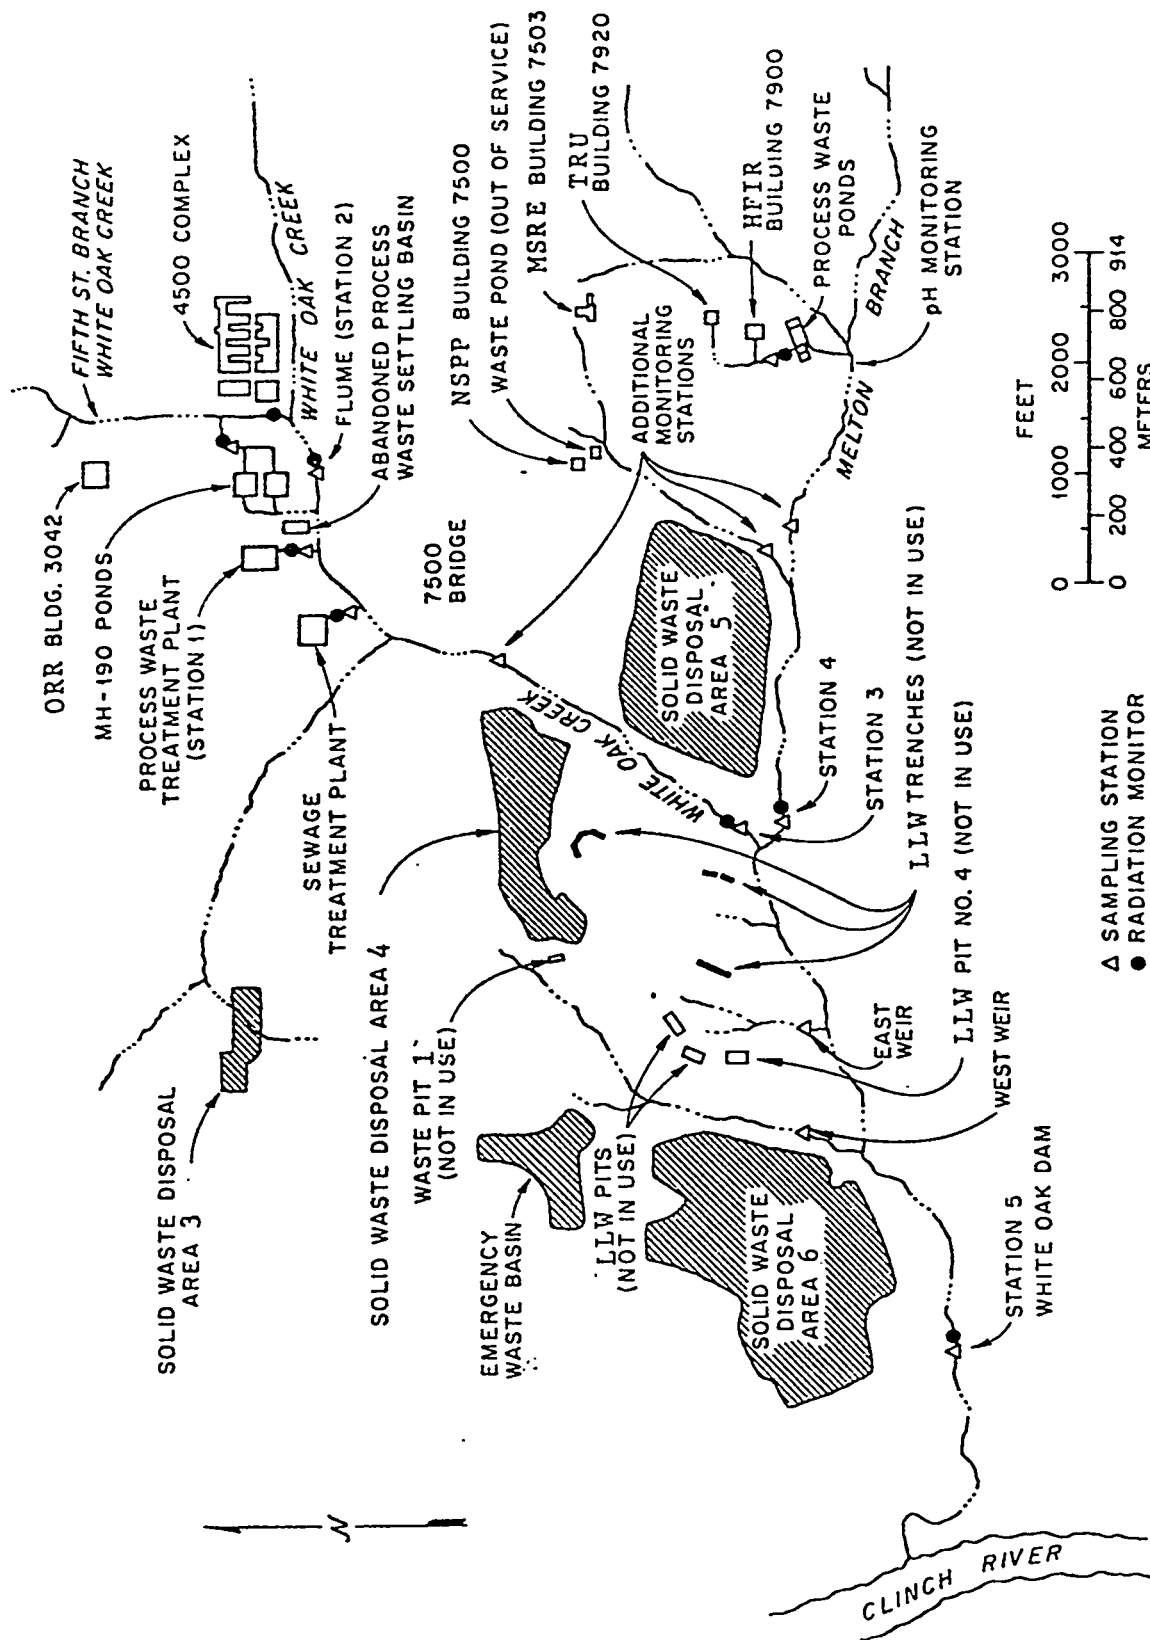 FIFTH ST. BRANCH
WHITE OAK CREEK
4500 COMPLEX
ORR BLDG. 3042
MH-190 PONDS
PROCESS WASTE
TREATMENT PLANT
(STATION 1)
SEWAGE
TREATMENT PLANT
WHITE OAK CREEK
FLUME (STATION 2)
ABANDONED PROCESS
WASTE SETTLING BASIN
7500
BRIDGE
NSPP BUILDING 7500
WASTE POND (OUT OF SERVICE)
MSRE BUILDING 7503
TRU
BUILDING 7920
ADDITIONAL
MONITORING
STATIONS
HFIR
BUILDING 7900
PROCESS WASTE
PONDS
MELTON
BRANCH
pH MONITORING
STATION
SOLID WASTE DISPOSAL
AREA 3
SOLID WASTE DISPOSAL AREA 4
WASTE PIT 1
(NOT IN USE)
EMERGENCY
WASTE BASIN
LLW PITS
(NOT IN USE)
WHITE OAK CREEK
SOLID WASTE
DISPOSAL
AREA 5
SOLID WASTE
DISPOSAL
AREA 6
STATION 4
STATION 3
LLW TRENCHES (NOT IN USE)
LLW PIT NO. 4 (NOT IN USE)
EAST
WEIR
WEST WEIR
STATION 5
WHITE OAK DAM
N
CLINCH RIVER
FEET
0 1000 2000 3000
0 200 400 600 800 914
METERS
△ SAMPLING STATION
● RADIATION MONITOR